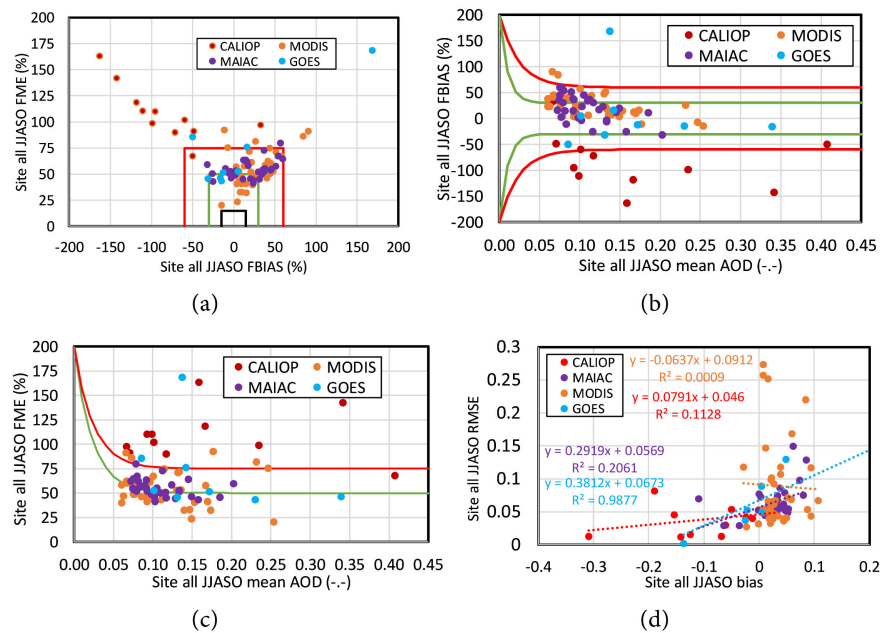 200
175
150
125
100
75
50
25
0
CALIOP MODIS
MAIAC GOES
-200 -100 0 100 200
Site all JJASO FME (%)
Site all JJASO FBIAS (%)
(a)
200
150
100
50
0
-50
-100
-150
-200
CALIOP MODIS
MAIAC GOES
0.00 0.05 0.10 0.15 0.20 0.25 0.30 0.35 0.40 0.45
Site all JJASO FBIAS (%)
Site all JJASO mean AOD (-.-)
(b)
200
175
150
125
100
75
50
25
0
CALIOP MODIS
MAIAC GOES
0.00 0.05 0.10 0.15 0.20 0.25 0.30 0.35 0.40 0.45
Site all JJASO FME (%)
Site all JJASO mean AOD (-.-)
(c)
0.3
0.25
0.2
0.15
0.1
0.05
0
CALIOP
MAIAC
MODIS
GOES
y = -0.0637x + 0.0912
R² = 0.0009
y = 0.0791x + 0.046
R² = 0.1128
y = 0.2919x + 0.0569
R² = 0.2061
y = 0.3812x + 0.0673
R² = 0.9877
-0.4 -0.3 -0.2 -0.1 0 0.1 0.2
Site all JJASO RMSE
Site all JJASO bias
(d)